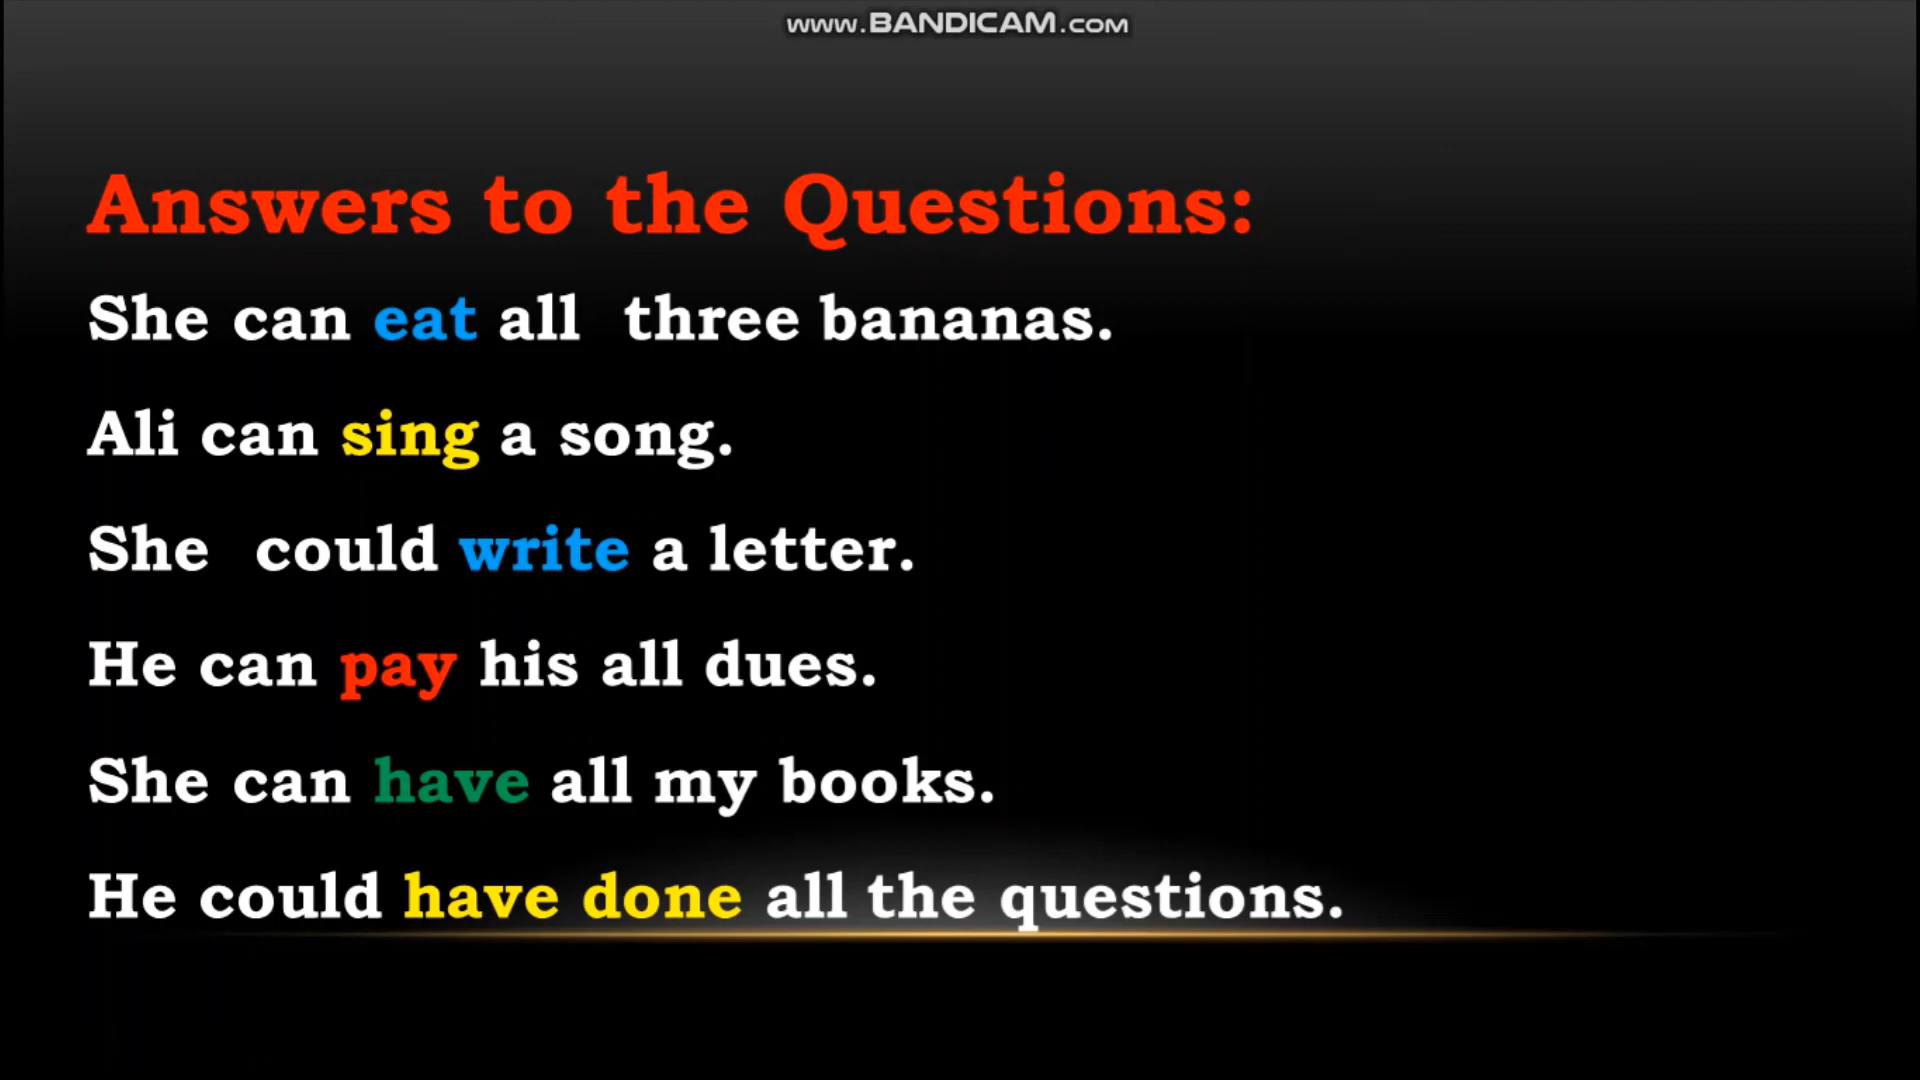 www.BANDICAM.com
Answers to the Questions:
She can eat all three bananas.
Ali can sing a song.
She could write a letter.
He can pay his all dues.
She can have all my books.
He could have done all the questions.